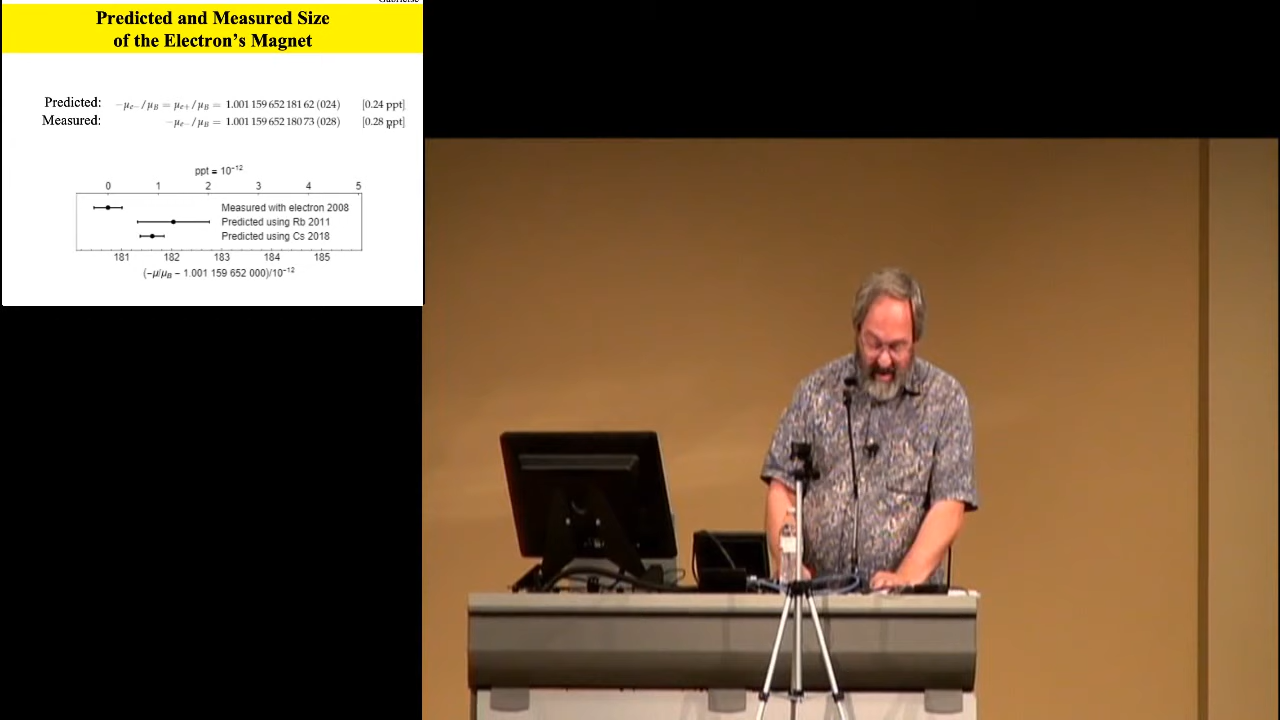 Gabrielse
Predicted and Measured Size
of the Electron's Magnet
Predicted: −μe−/μB = μe+/μB = 1.001 159 652 181 62 (024) [0.24 ppt]
Measured: −μe−/μB = 1.001 159 652 180 73 (028) [0.28 ppt]
ppt = 10⁻¹²
0 1 2 3 4 5
Measured with electron 2008
Predicted using Rb 2011
Predicted using Cs 2018
181 182 183 184 185
(−μ/μB − 1.001 159 652 000)/10⁻¹²